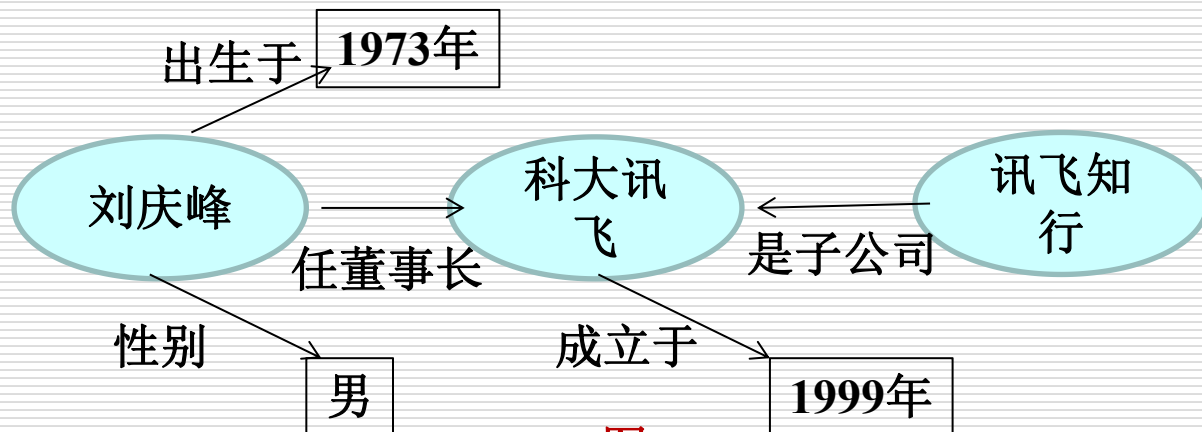 1973年
出生于
刘庆峰
科大讯
飞
讯飞知
行
任董事长
是子公司
性别
成立于
男
1999年